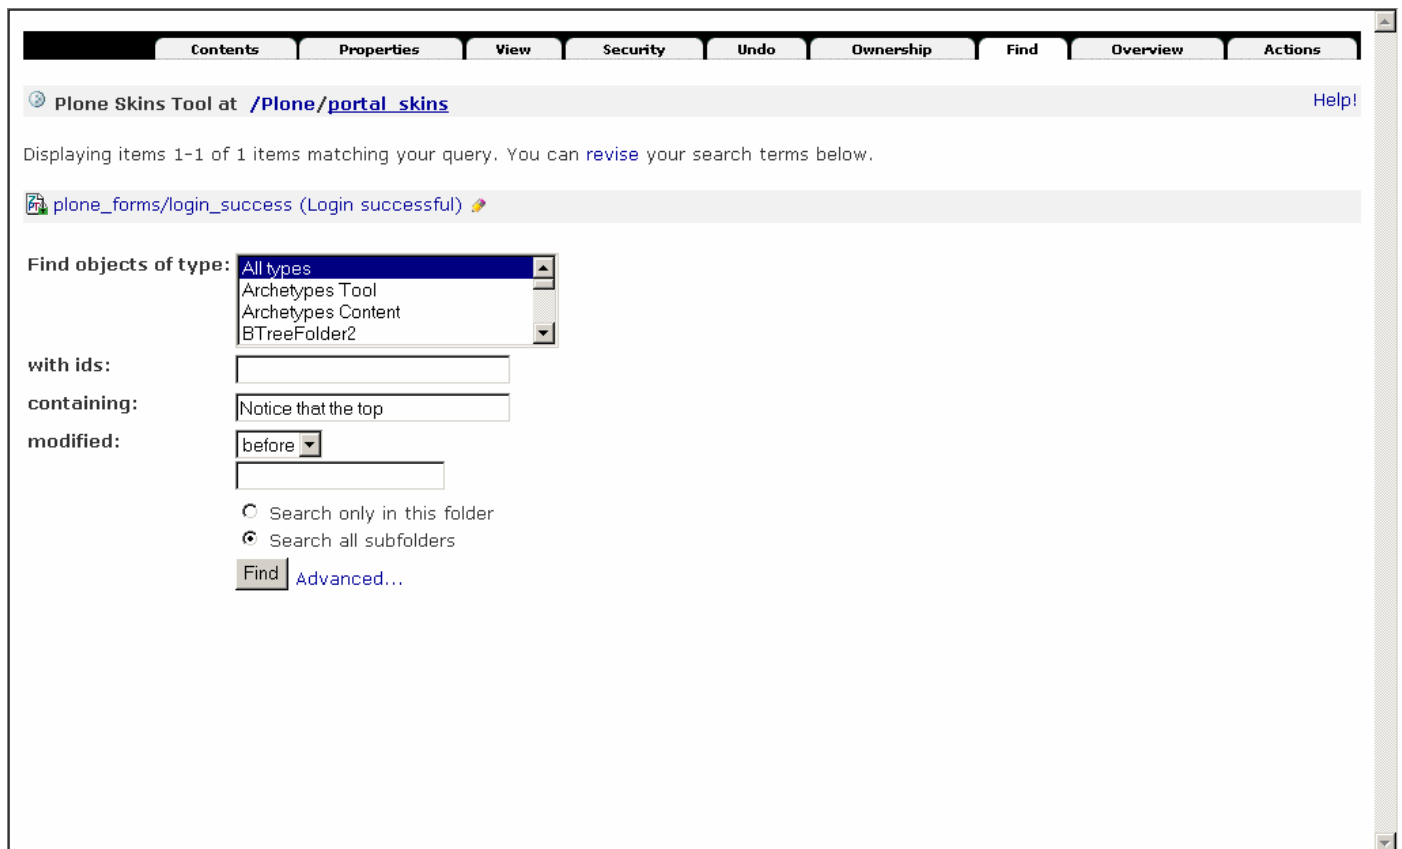 Contents Properties View Security Undo Ownership Find Overview Actions
Plone Skins Tool at /Plone/portal_skins Help!
Displaying items 1-1 of 1 items matching your query. You can revise your search terms below.
plone_forms/login_success (Login successful)
Find objects of type: All types
Archetypes Tool
Archetypes Content
BTreeFolder2
with ids:
containing: Notice that the top
modified: before
Search only in this folder
Search all subfolders
Find Advanced...